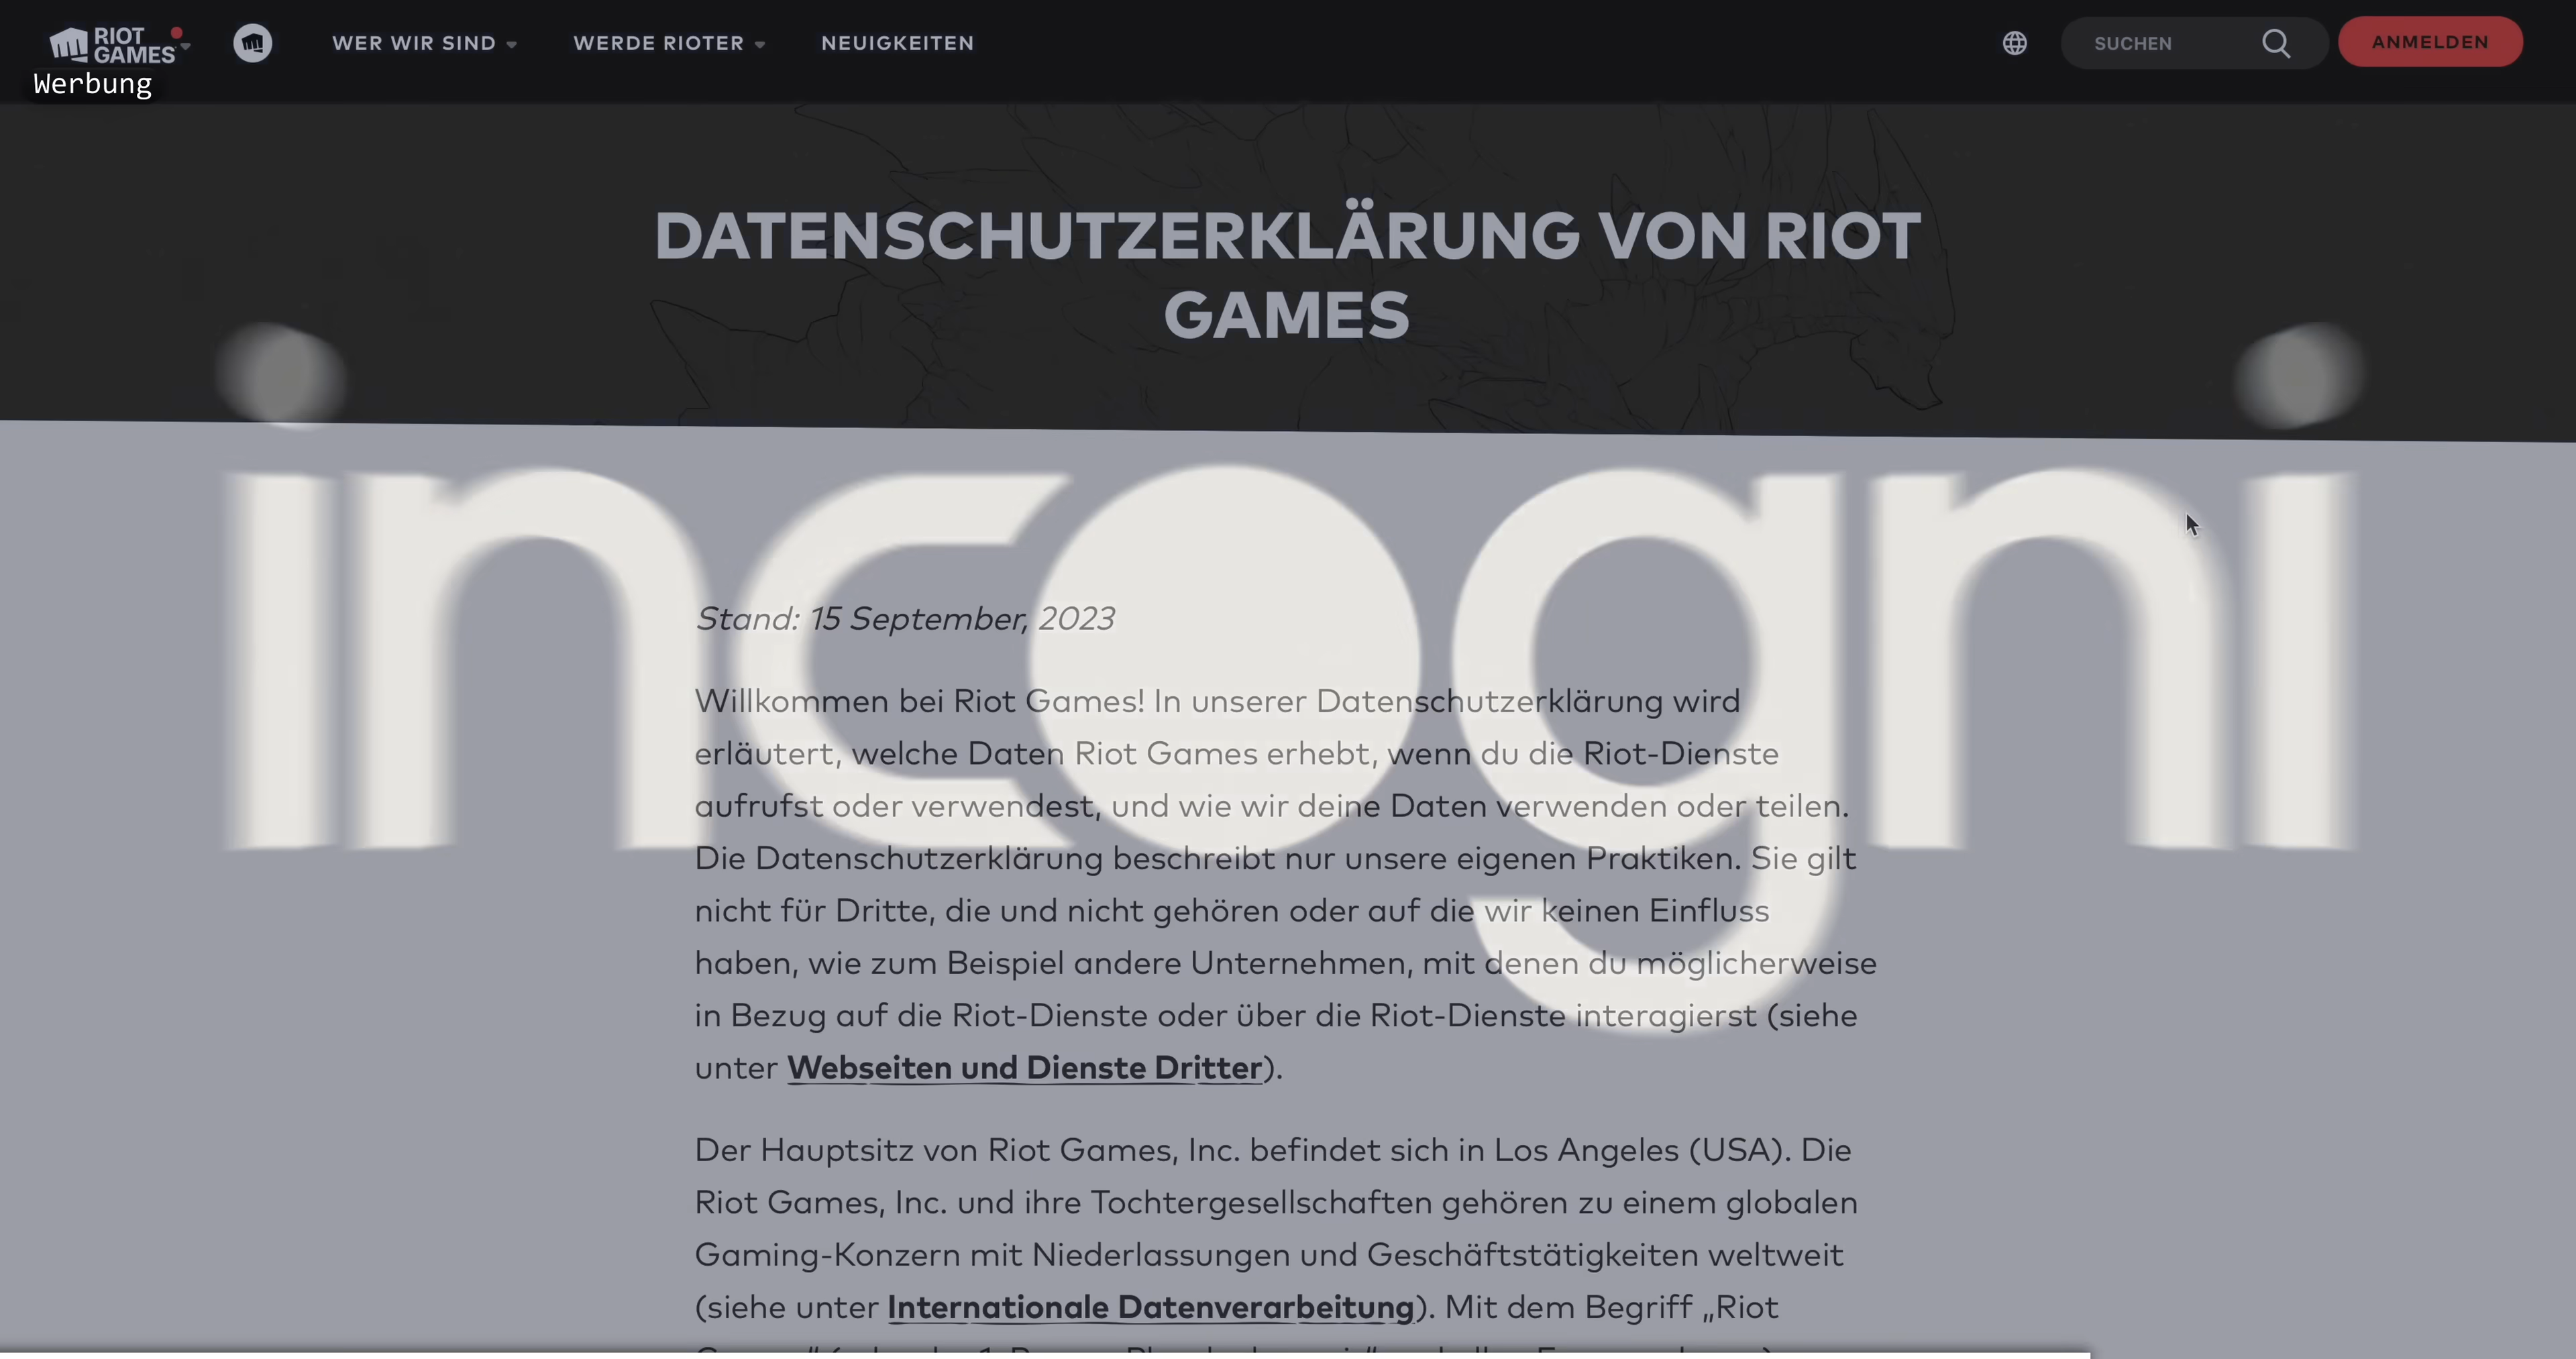 RIOT GAMES
WER WIR SIND
WERDE RIOTER
NEUIGKEITEN
SUCHEN
ANMELDEN
Werbung
DATENSCHUTZERKLÄRUNG VON RIOT
GAMES
incogni
Stand: 15 September, 2023
Willkommen bei Riot Games! In unserer Datenschutzerklärung wird
erläutert, welche Daten Riot Games erhebt, wenn du die Riot-Dienste
aufrufst oder verwendest, und wie wir deine Daten verwenden oder teilen.
Die Datenschutzerklärung beschreibt nur unsere eigenen Praktiken. Sie gilt
nicht für Dritte, die und nicht gehören oder auf die wir keinen Einfluss
haben, wie zum Beispiel andere Unternehmen, mit denen du möglicherweise
in Bezug auf die Riot-Dienste oder über die Riot-Dienste interagierst (siehe
unter Webseiten und Dienste Dritter).
Der Hauptsitz von Riot Games, Inc. befindet sich in Los Angeles (USA). Die
Riot Games, Inc. und ihre Tochtergesellschaften gehören zu einem globalen
Gaming-Konzern mit Niederlassungen und Geschäftstätigkeiten weltweit
(siehe unter Internationale Datenverarbeitung). Mit dem Begriff „Riot